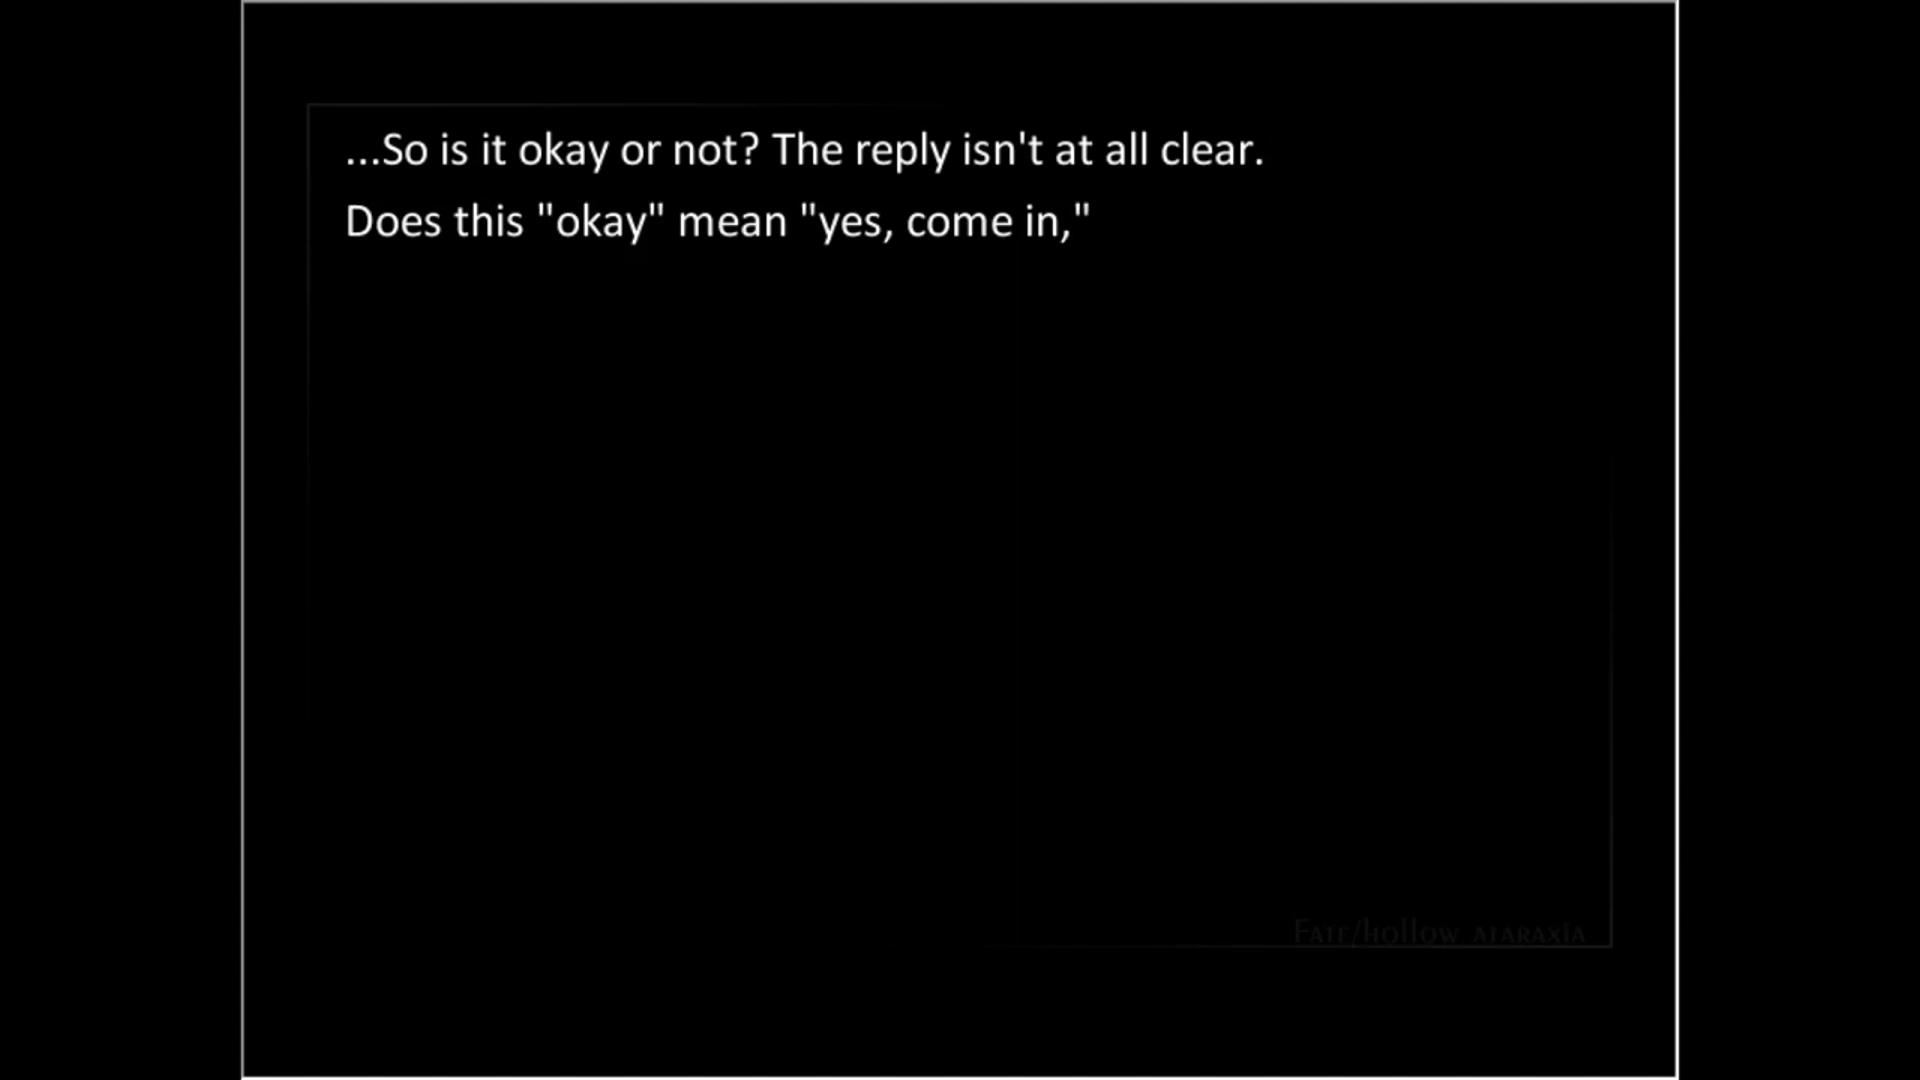 ...So is it okay or not? The reply isn't at all clear.
Does this "okay" mean "yes, come in,"
Fate/hollow ataraxia